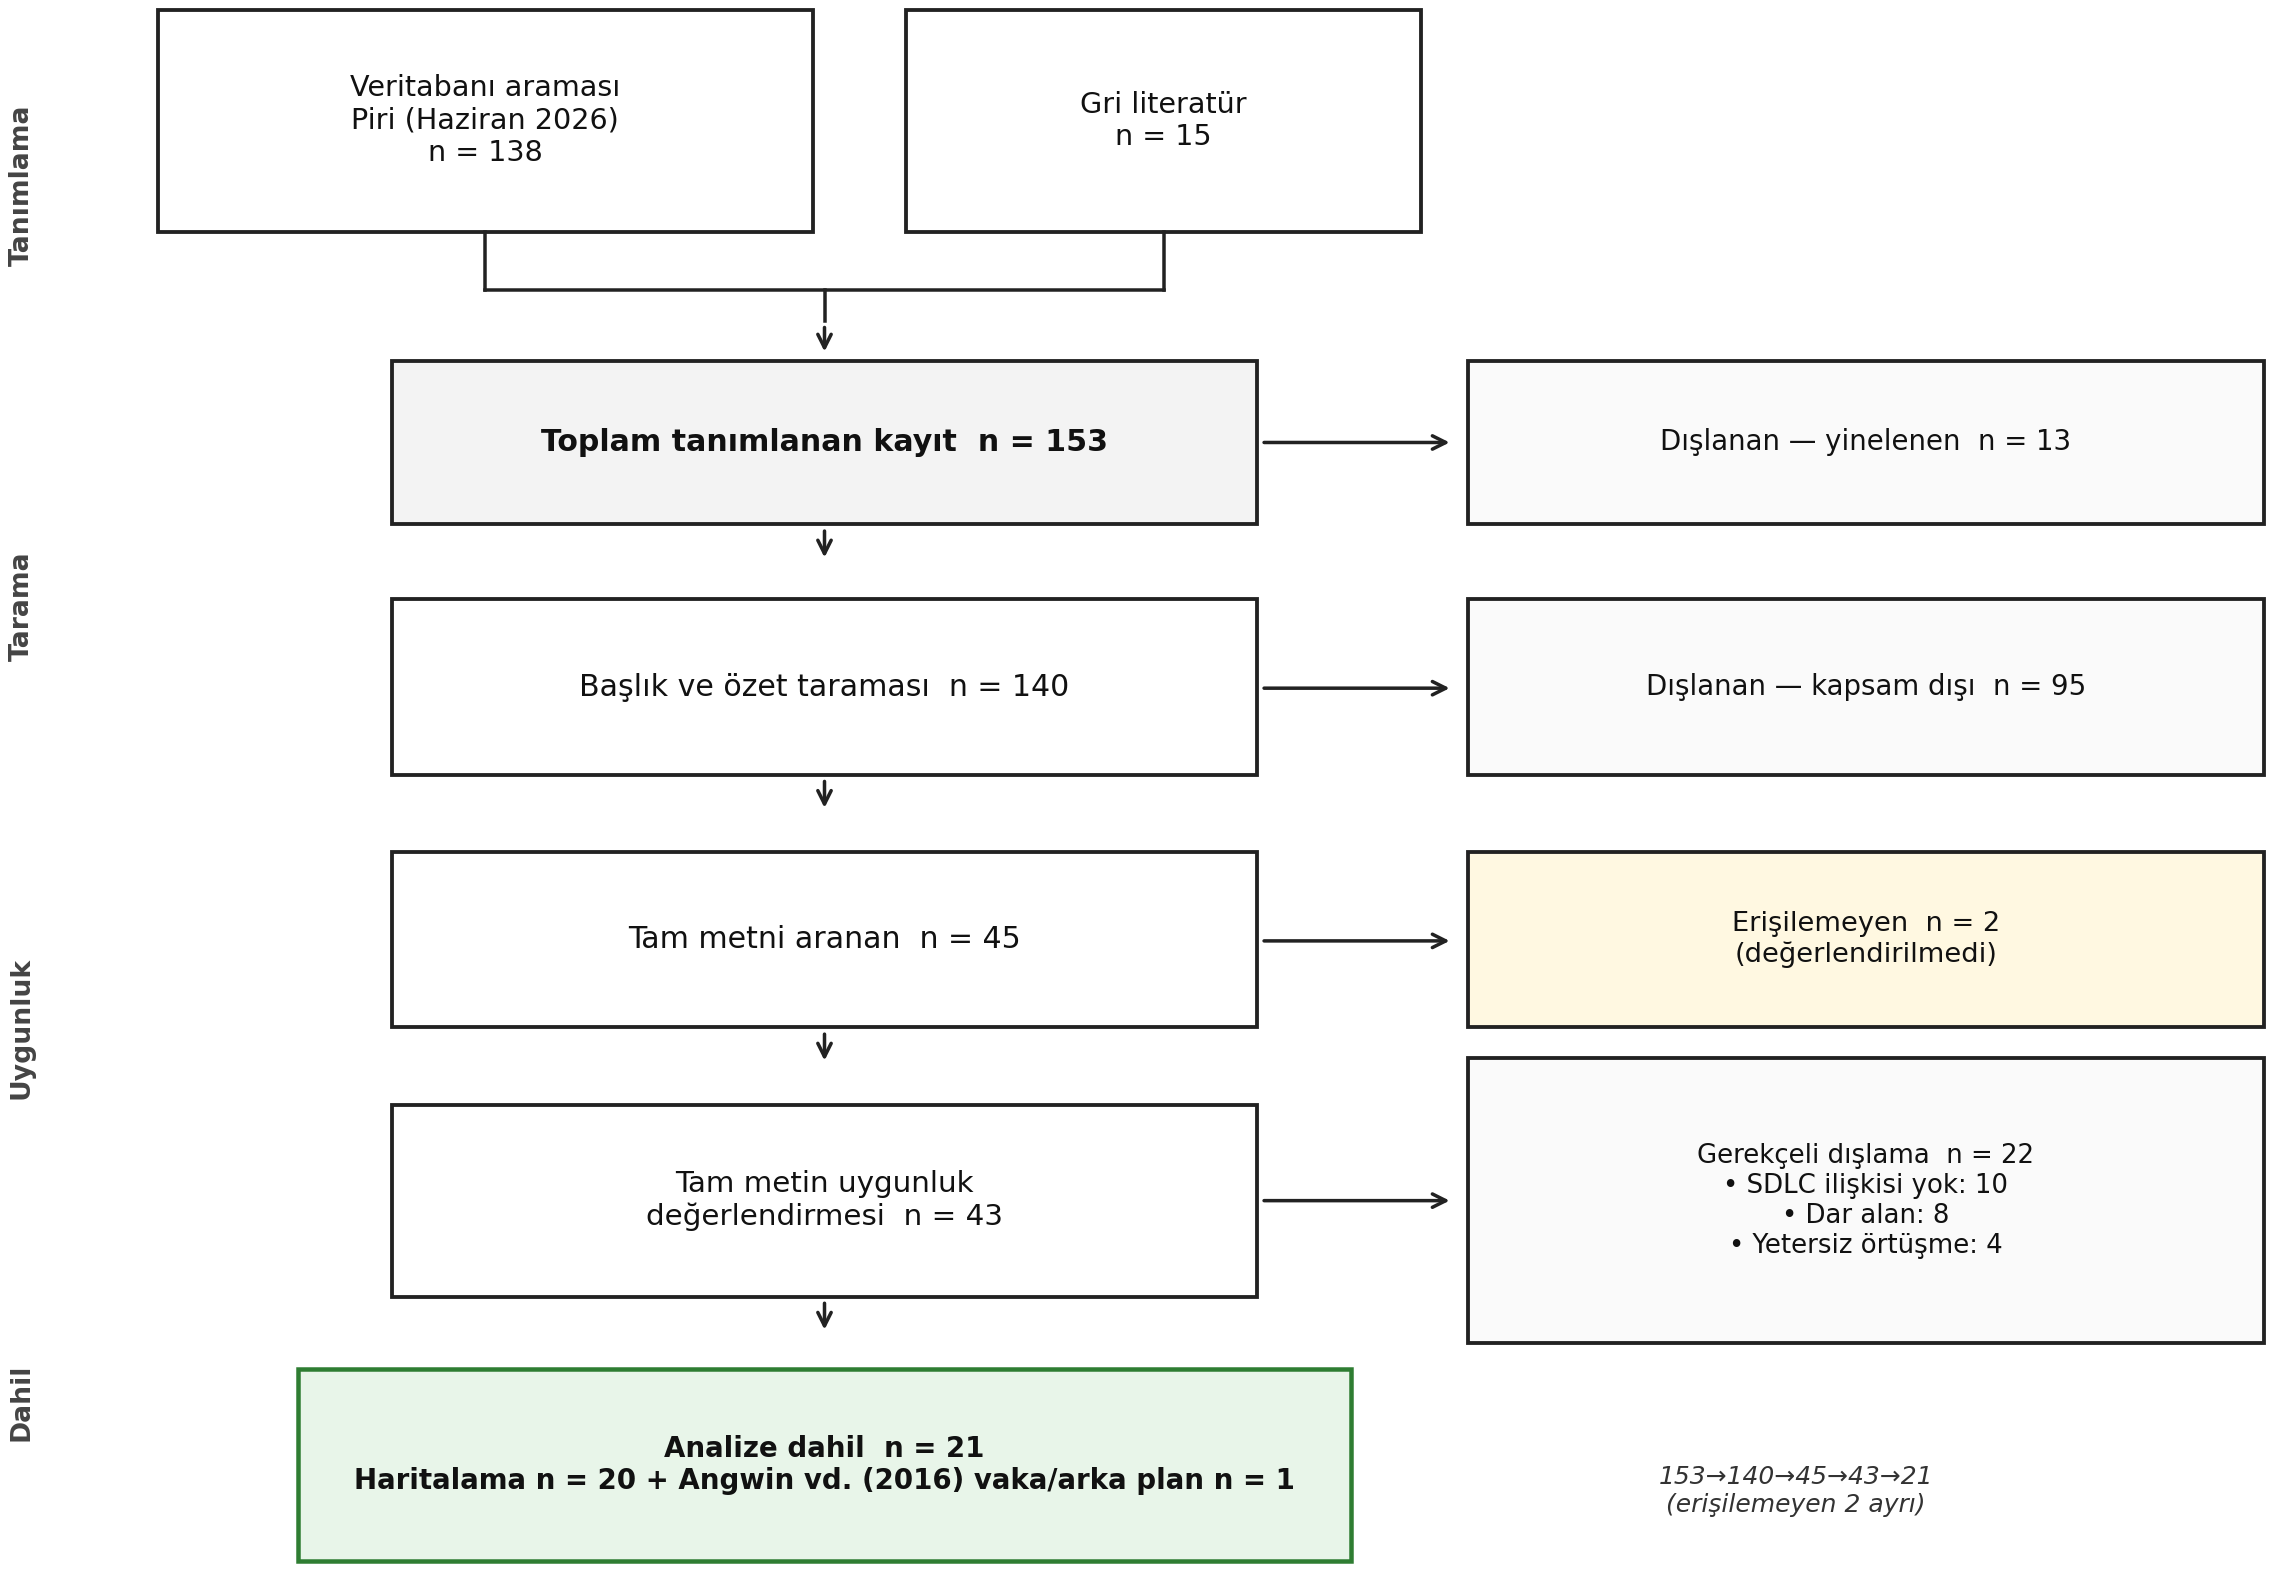 Tanımlama
Veritabanı araması
Piri (Haziran 2026)
n = 138
Gri literatür
n = 15
Toplam tanımlanan kayıt  n = 153
Dışlanan — yinelenen  n = 13
Tarama
Başlık ve özet taraması  n = 140
Dışlanan — kapsam dışı  n = 95
Uygunluk
Tam metni aranan  n = 45
Erişilemeyen  n = 2
(değerlendirilmedi)
Tam metin uygunluk
değerlendirmesi  n = 43
Gerekçeli dışlama  n = 22
• SDLC ilişkisi yok: 10
• Dar alan: 8
• Yetersiz örtüşme: 4
Dahil
Analize dahil  n = 21
Haritalama n = 20 + Angwin vd. (2016) vaka/arka plan n = 1
153→140→45→43→21
(erişilemeyen 2 ayrı)